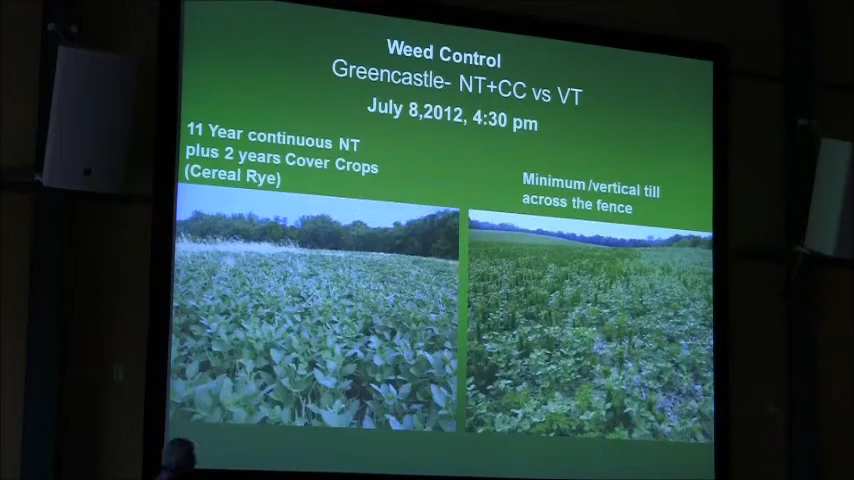 Weed Control
Greencastle- NT+CC vs VT
July 8,2012, 4:30 pm
11 Year continuous NT
plus 2 years Cover Crops
(Cereal Rye)
Minimum /vertical till
across the fence